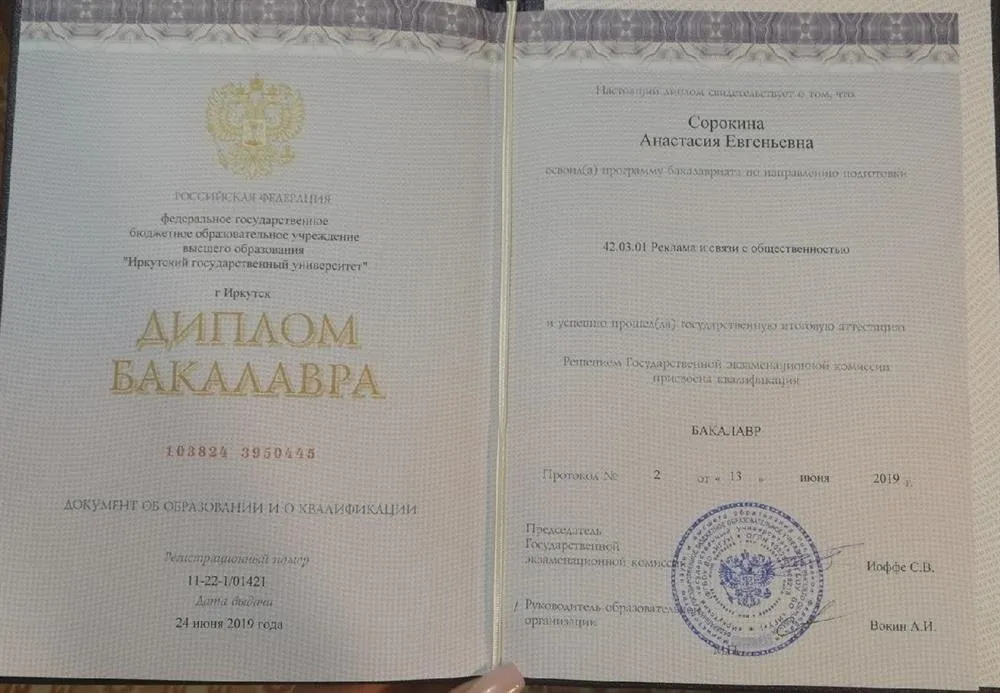 РОССИЙСКАЯ ФЕДЕРАЦИЯ
федеральное государственное
бюджетное образовательное учреждение
высшего образования
"Иркутский государственный университет"
г Иркутск
ДИПЛОМ
БАКАЛАВРА
103824 3950445
ДОКУМЕНТ ОБ ОБРАЗОВАНИИ И О КВАЛИФИКАЦИИ
Регистрационный номер
11-22-1/01421
Дата выдачи
24 июня 2019 года
Настоящий диплом свидетельствует о том, что
Сорокина
Анастасия Евгеньевна
освоил(а) программу бакалавриата по направлению подготовки
42.03.01 Реклама и связи с общественностью
и успешно прошел(ла) государственную итоговую аттестацию
Решением Государственной экзаменационной комиссии
присвоена квалификация
БАКАЛАВР
Протокол № 2 от « 13 » июня 2019 г.
Председатель
Государственной
экзаменационной комиссии
Иоффе С.В.
Руководитель образовательной
организации
Вокин А.И.
М.П.